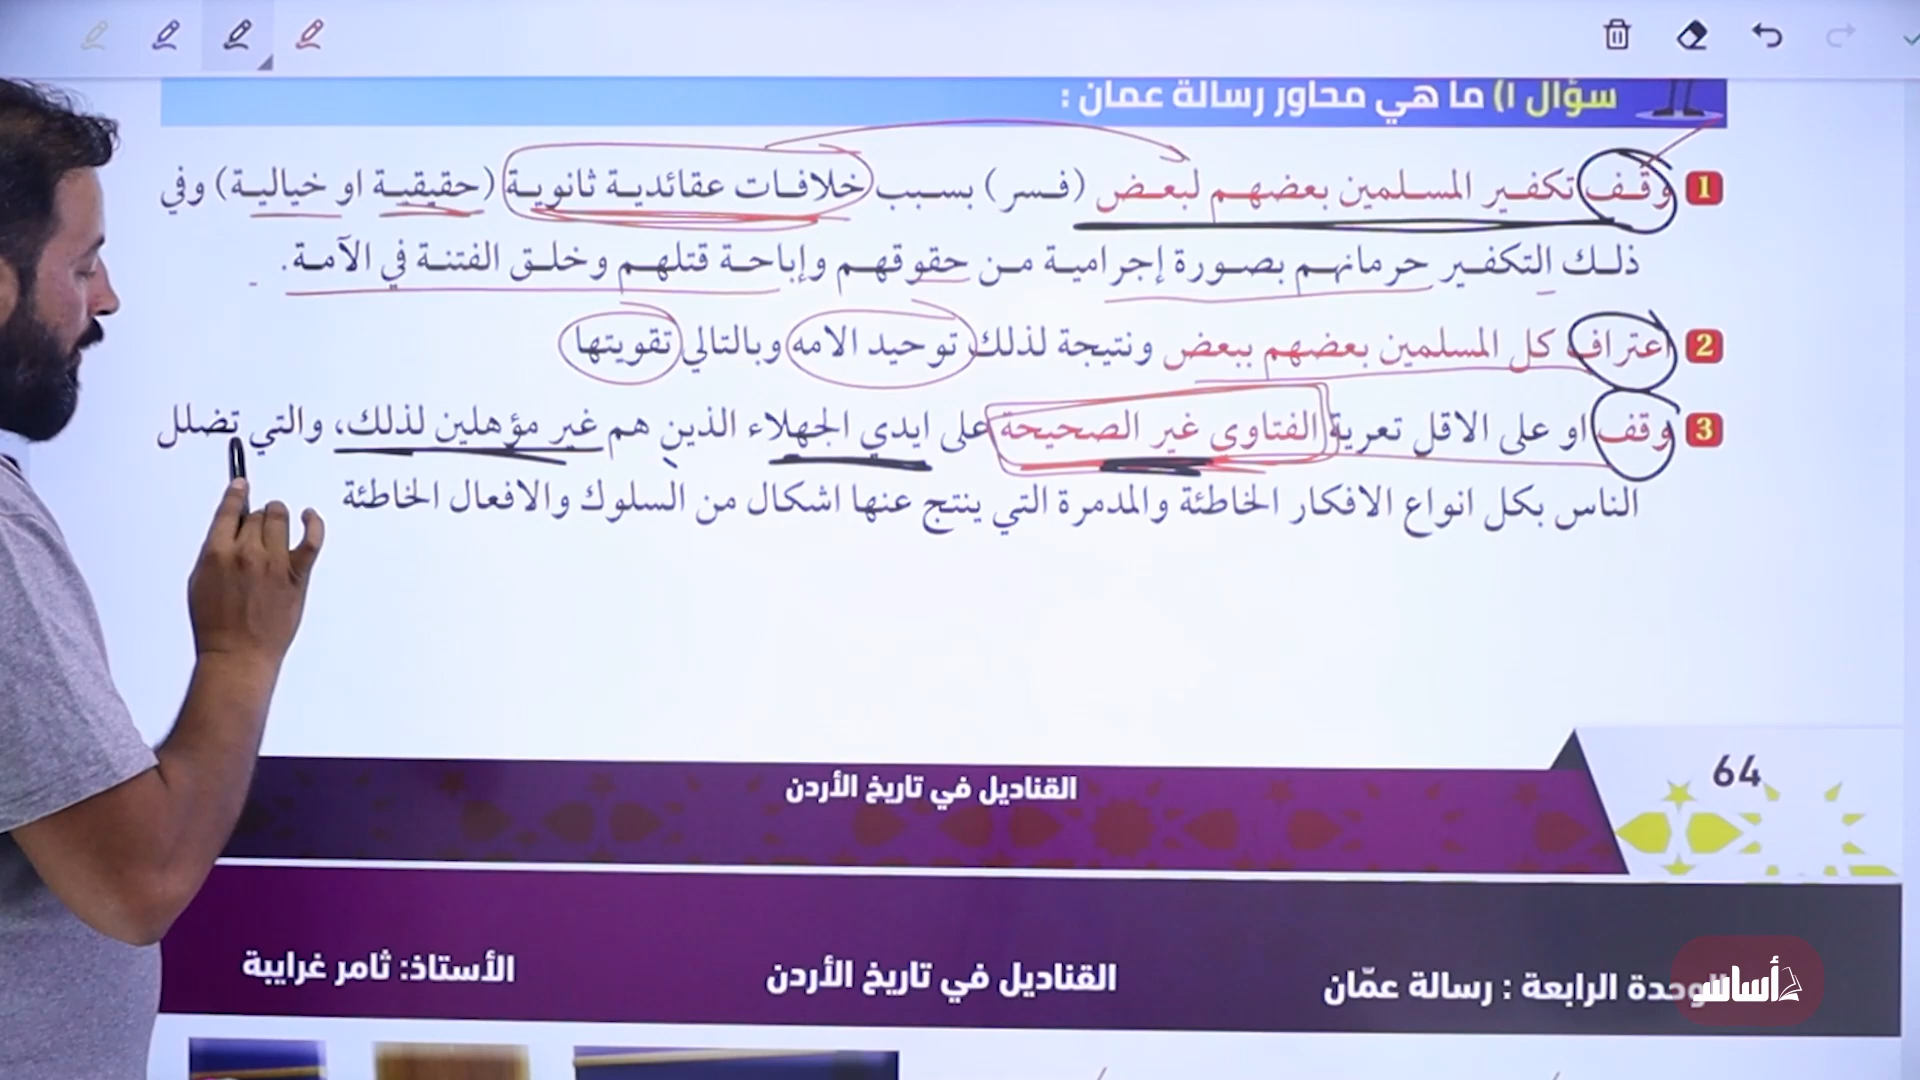 سؤال ١) ما هي محاور رسالة عمان :
1 وقف تكفير المسلمين بعضهم لبعض (فسر) بسبب خلافات عقائدية ثانوية (حقيقية او خيالية) وفي
ذلك التكفير حرمانهم بصورة إجرامية من حقوقهم وإباحة قتلهم وخلق الفتنة في الآمة.
2 اعتراف كل المسلمين بعضهم ببعض ونتيجة لذلك توحيد الامه وبالتالي تقويتها
3 وقف او على الاقل تعرية الفتاوى غير الصحيحة على ايدي الجهلاء الذين هم غير مؤهلين لذلك، والتي تضلل
الناس بكل انواع الافكار الخاطئة والمدمرة التي ينتج عنها اشكال من السلوك والافعال الخاطئة
64
القناديل في تاريخ الأردن
الوحدة الرابعة : رسالة عمّان
القناديل في تاريخ الأردن
الأستاذ: ثامر غرايبة
أساس